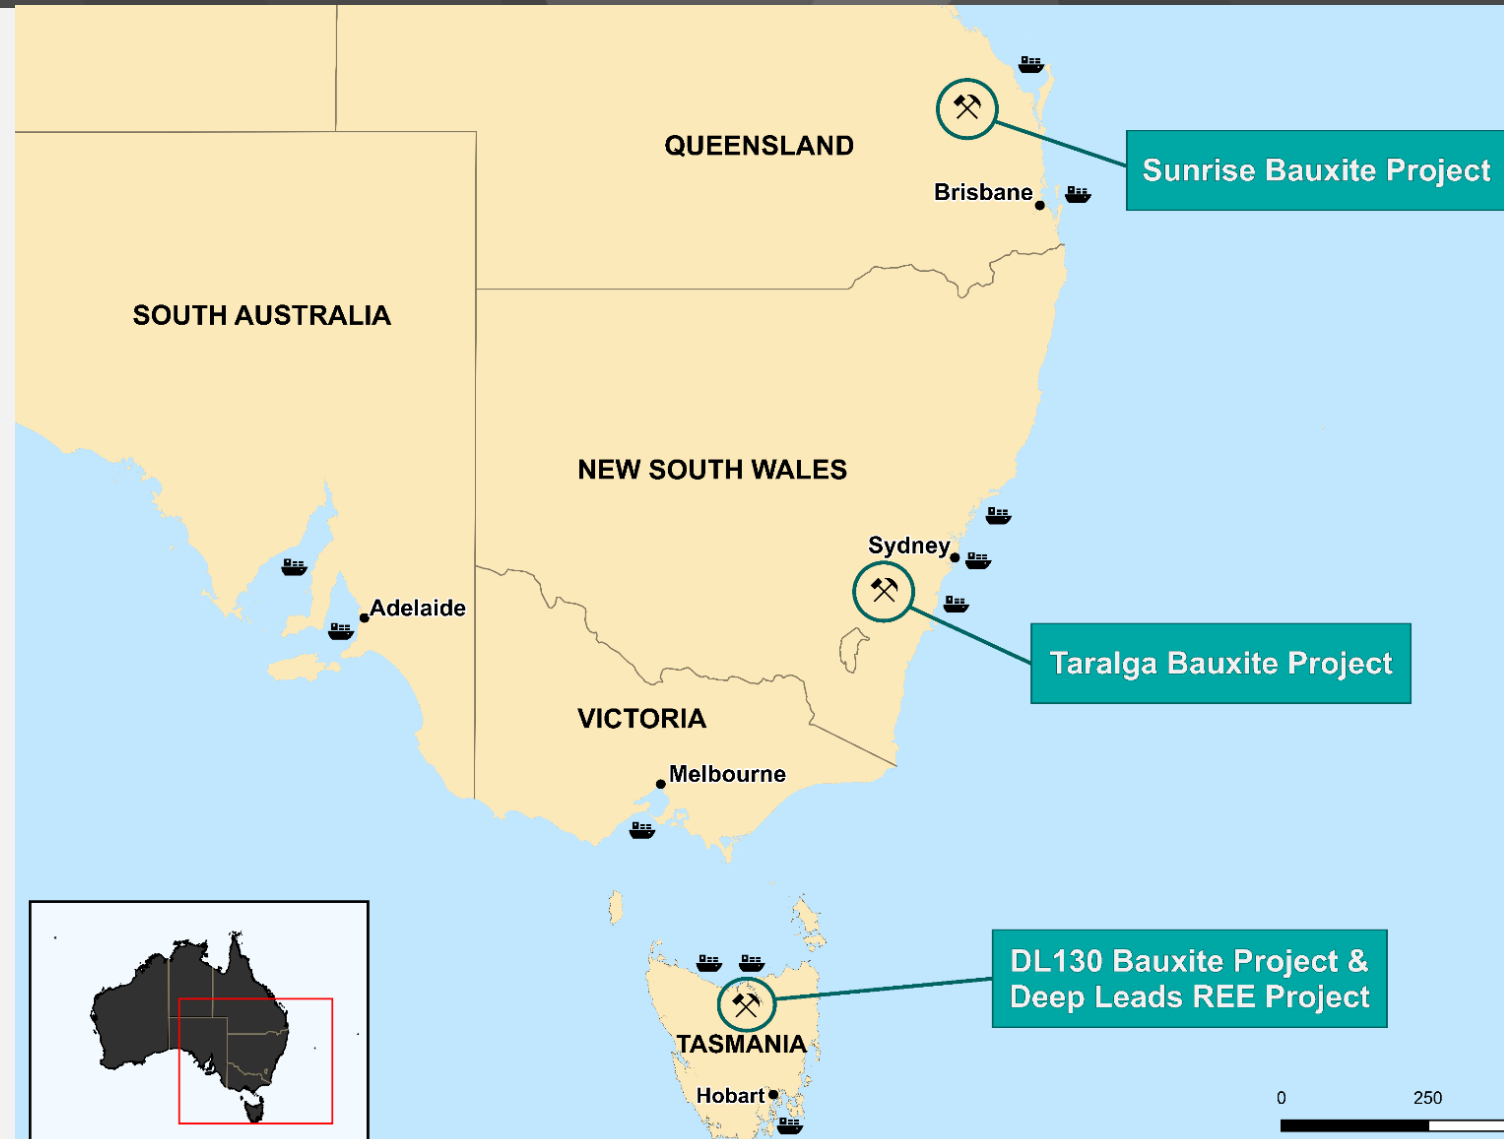 QUEENSLAND
Sunrise Bauxite Project
Brisbane
SOUTH AUSTRALIA
NEW SOUTH WALES
Sydney
Adelaide
Taralga Bauxite Project
VICTORIA
Melbourne
DL130 Bauxite Project &
Deep Leads REE Project
TASMANIA
Hobart
0 250